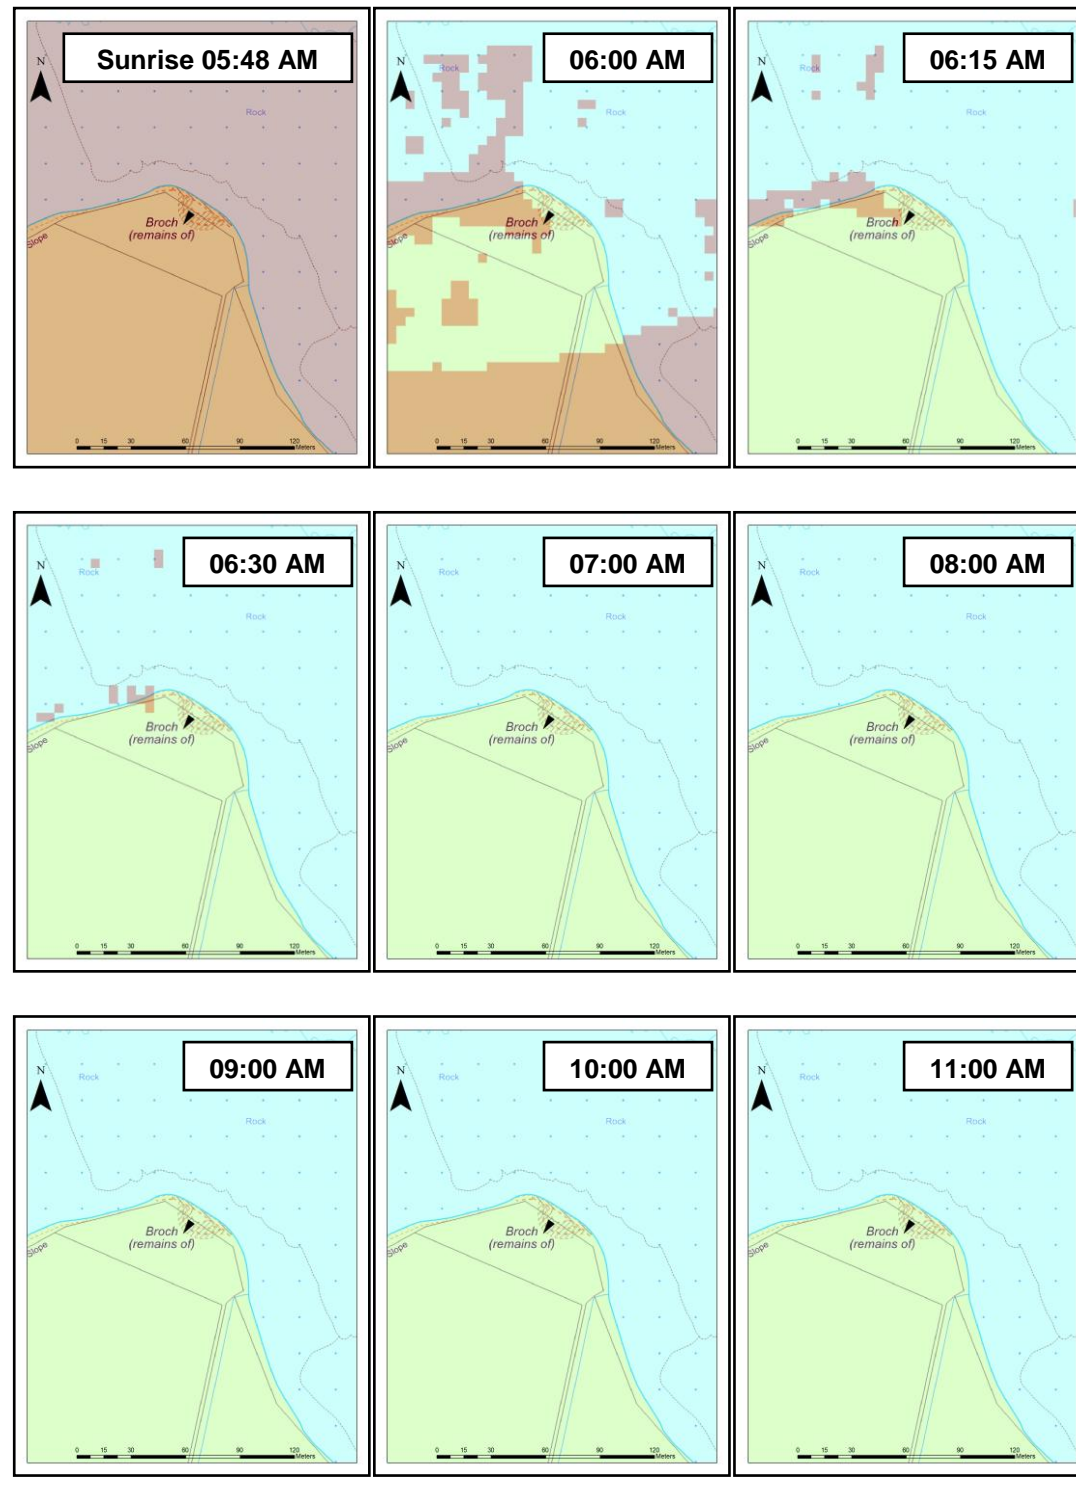 Sunrise 05:48 AM
N
Rock
Rock
Broch
(remains of)
Slope
0 15 30 60 90 120
Meters
06:00 AM
N
Rock
Rock
Broch
(remains of)
Slope
0 15 30 60 90 120
Meters
06:15 AM
N
Rock
Rock
Broch
(remains of)
Slope
0 15 30 60 90 120
Meters
06:30 AM
N
Rock
Rock
Broch
(remains of)
Slope
0 15 30 60 90 120
Meters
07:00 AM
N
Rock
Rock
Broch
(remains of)
Slope
0 15 30 60 90 120
Meters
08:00 AM
N
Rock
Rock
Broch
(remains of)
Slope
0 15 30 60 90 120
Meters
09:00 AM
N
Rock
Rock
Broch
(remains of)
Slope
0 15 30 60 90 120
Meters
10:00 AM
N
Rock
Rock
Broch
(remains of)
Slope
0 15 30 60 90 120
Meters
11:00 AM
N
Rock
Rock
Broch
(remains of)
Slope
0 15 30 60 90 120
Meters